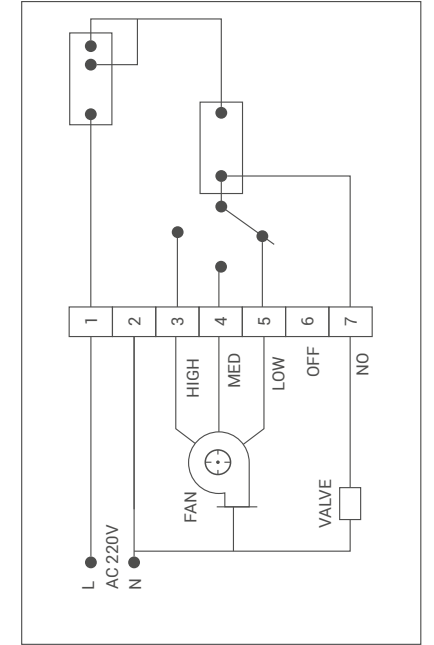 1 2 3 4 5 6 7
HIGH
MED
LOW
OFF
NO
FAN
VALVE
L
AC 220V
N